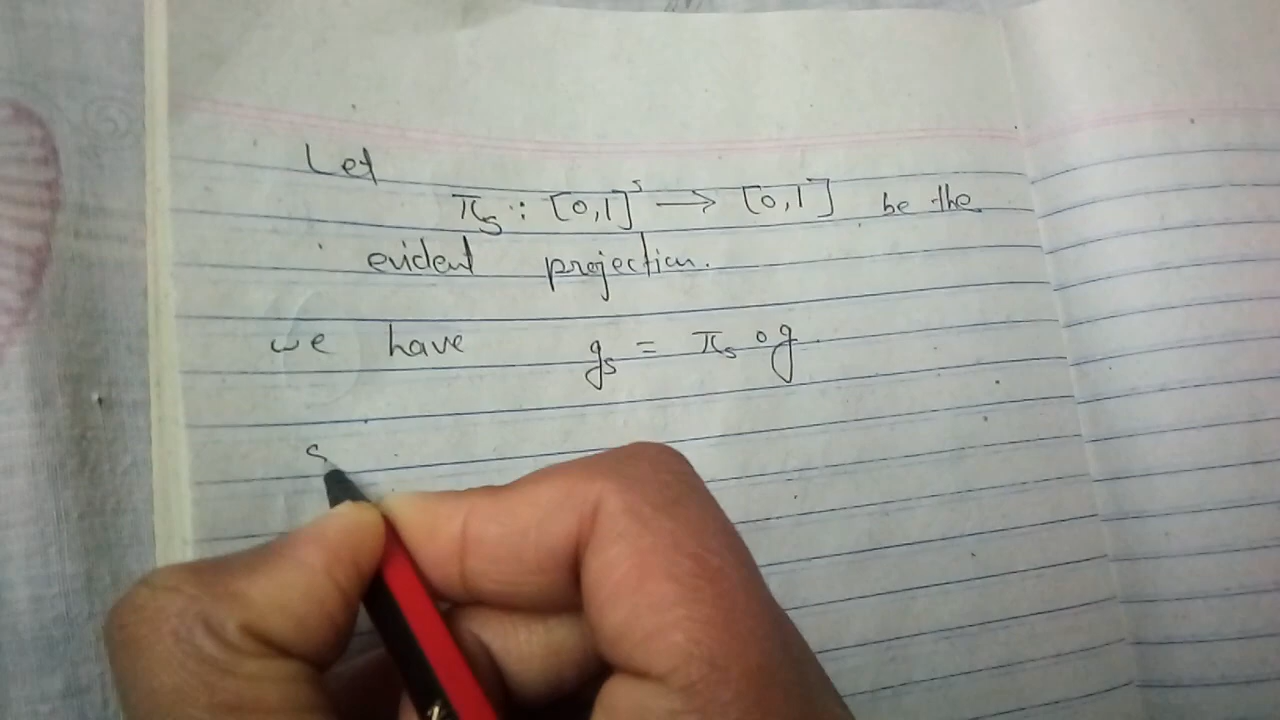 Let
π_s : [0,1]^s → [0,1] be the
evident projection.
we have g_s = π_s ∘ g.
S